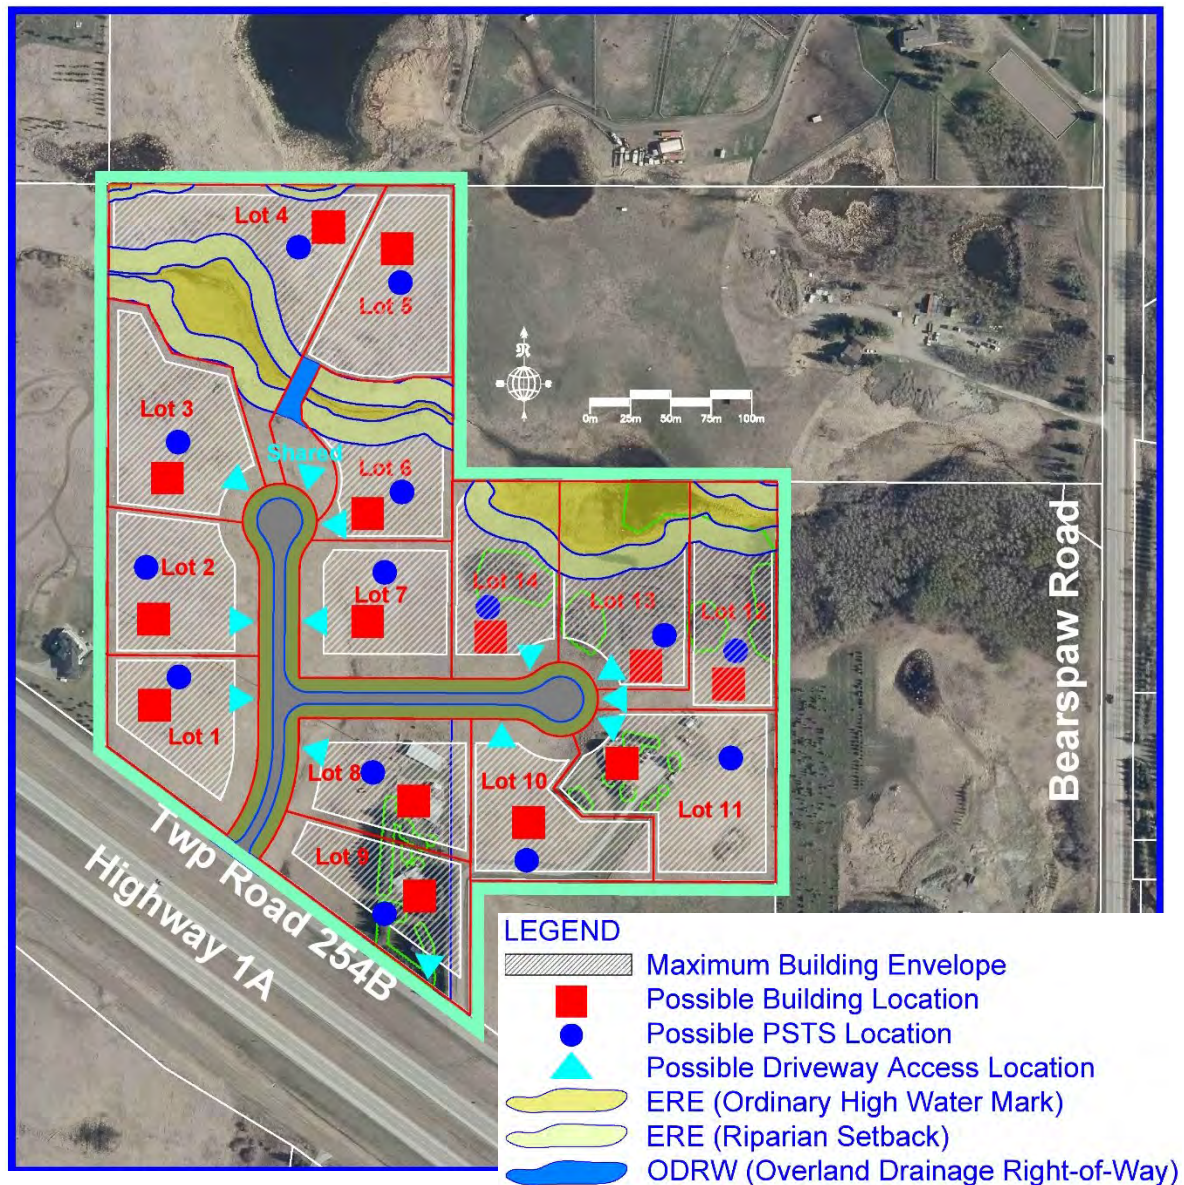 Lot 4
Lot 5
Lot 3
Shared
Lot 6
0m 25m 50m 75m 100m
Lot 2
Lot 7
Lot 14
Lot 13
Lot 12
Lot 1
Lot 8
Lot 10
Lot 11
Lot 9
Twp Road 254B
Highway 1A
Bearspaw Road
LEGEND
Maximum Building Envelope
Possible Building Location
Possible PSTS Location
Possible Driveway Access Location
ERE (Ordinary High Water Mark)
ERE (Riparian Setback)
ODRW (Overland Drainage Right-of-Way)